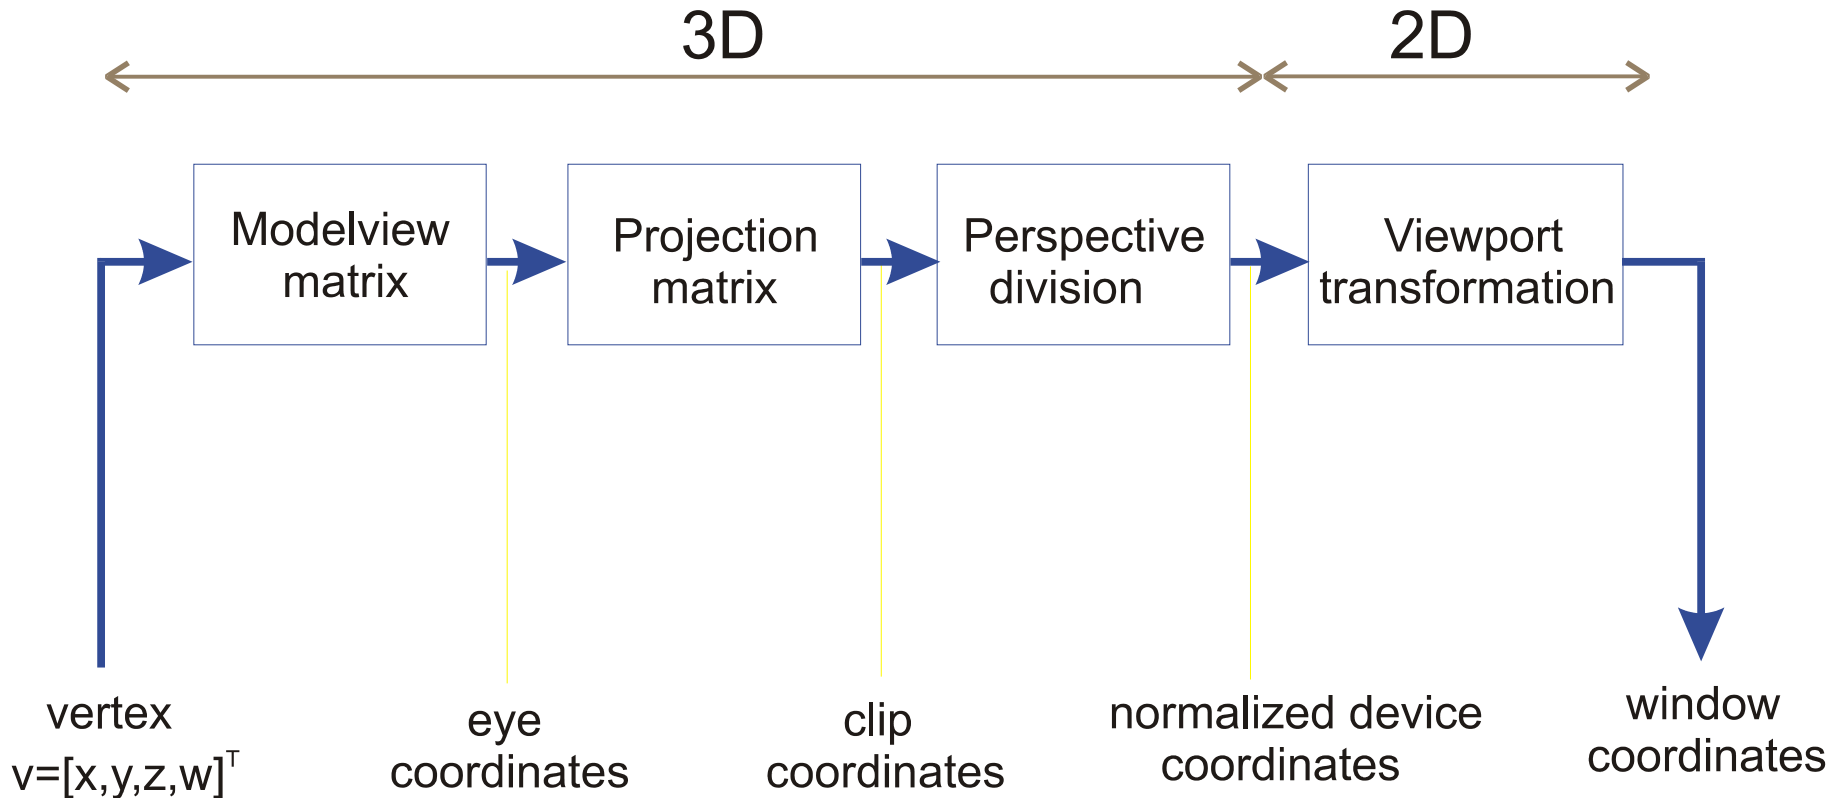 3D
2D
Modelview
matrix
Projection
matrix
Perspective
division
Viewport
transformation
vertex
v=[x,y,z,w]ᵀ
eye
coordinates
clip
coordinates
normalized device
coordinates
window
coordinates